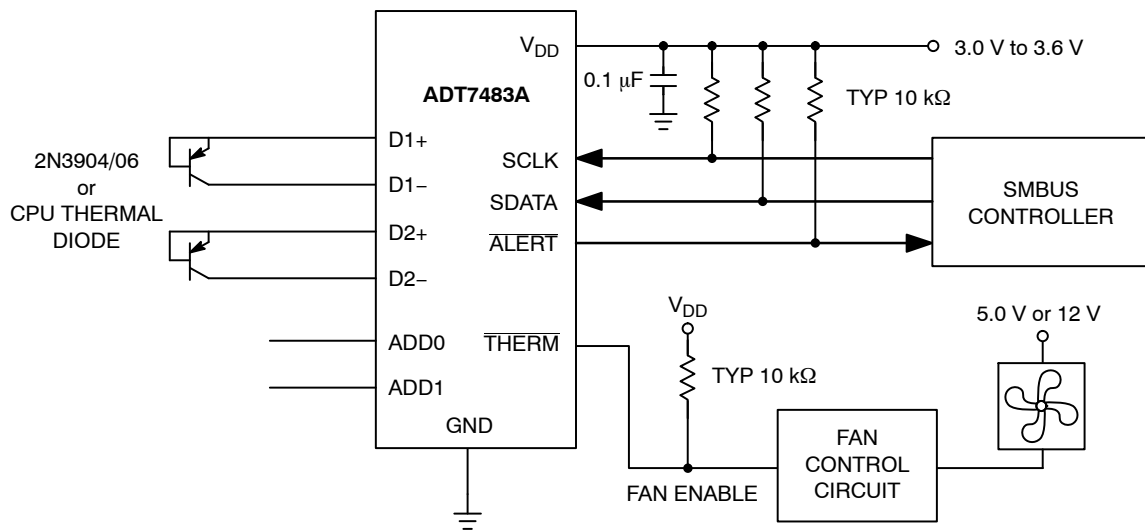 V_DD
3.0 V to 3.6 V
ADT7483A
0.1 μF
TYP 10 kΩ
2N3904/06
or
CPU THERMAL
DIODE
D1+
D1−
D2+
D2−
ADD0
ADD1
GND
SCLK
SDATA
ALERT
THERM
SMBUS
CONTROLLER
V_DD
TYP 10 kΩ
5.0 V or 12 V
FAN ENABLE
FAN
CONTROL
CIRCUIT